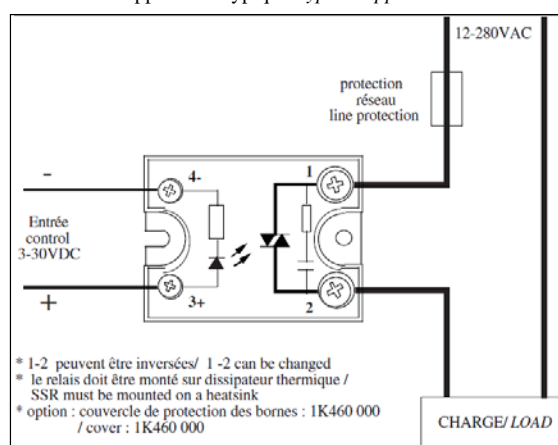 12-280VAC
protection
réseau
line protection
4-
1
-
Entrée
control
3-30VDC
+
3+
2
* 1-2 peuvent être inversées/ 1 -2 can be changed
* le relais doit être monté sur dissipateur thermique /
SSR must be mounted on a heatsink
* option : couvercle de protection des bornes : 1K460 000
/ cover : 1K460 000
CHARGE/ LOAD